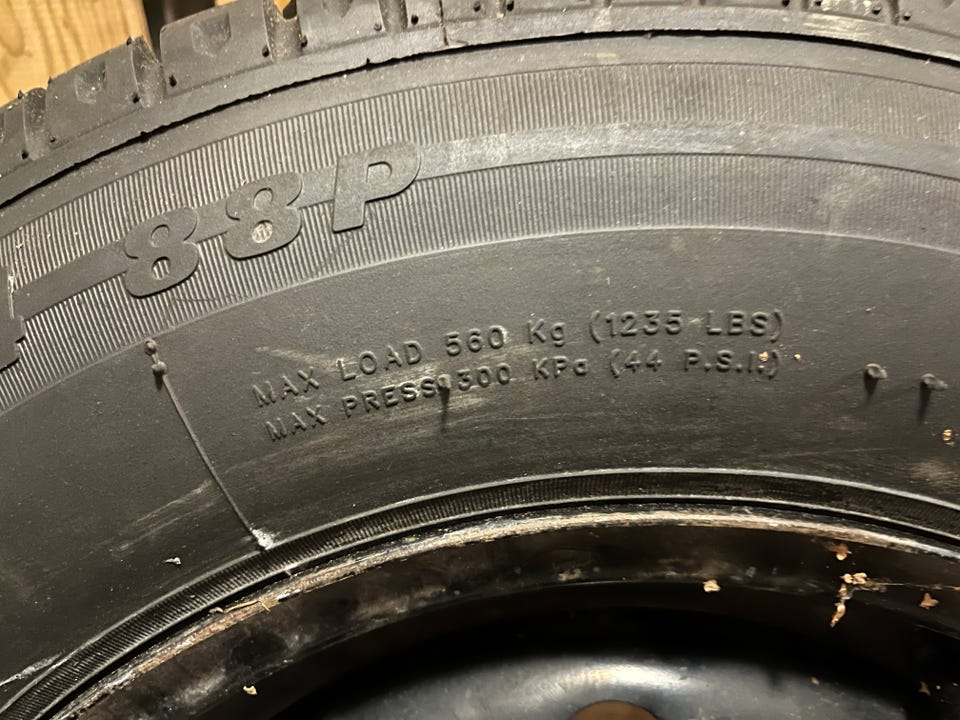 88P
MAX LOAD 560 Kg (1235 LBS)
MAX PRESS 300 KPa (44 P.S.I.)